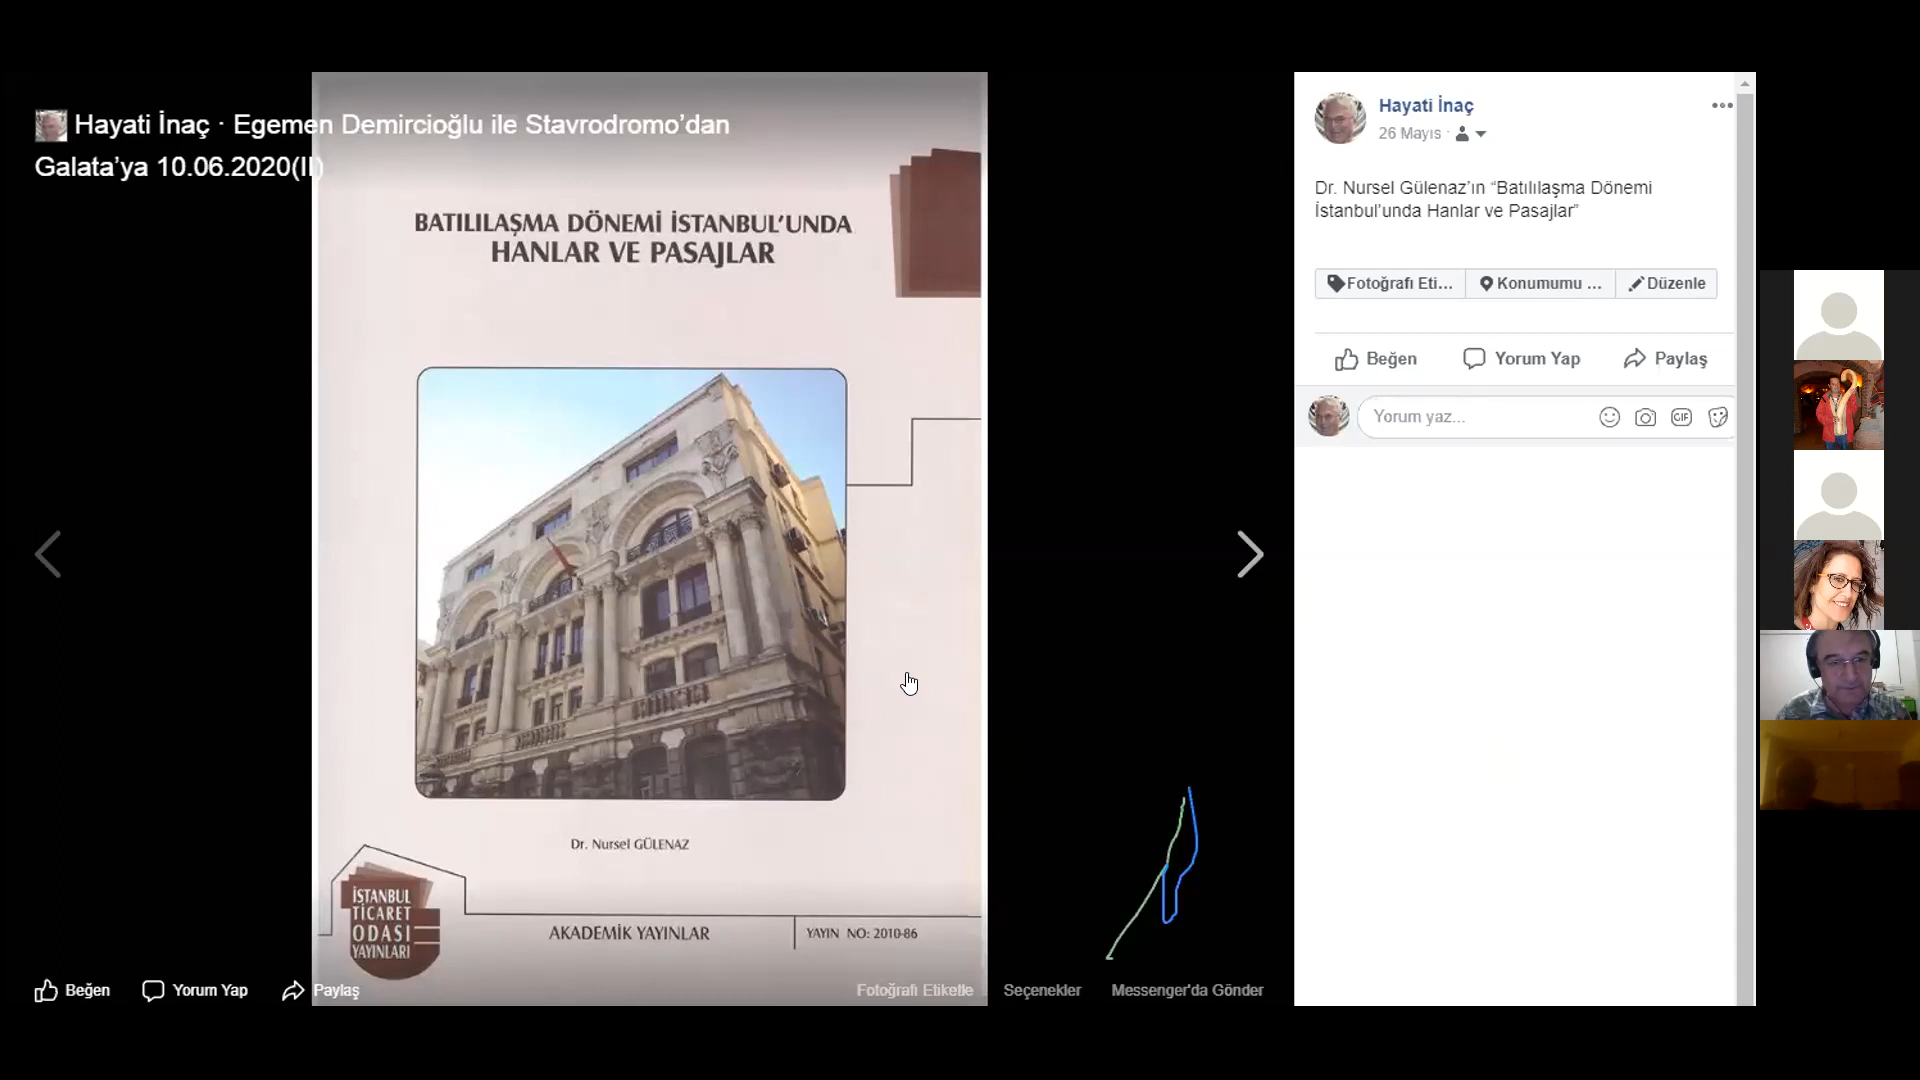 Hayati İnaç · Egemen Demircioğlu ile Stavrodromo’dan
Galata’ya 10.06.2020(II)
BATILILAŞMA DÖNEMİ İSTANBUL’UNDA
HANLAR VE PASAJLAR
Dr. Nursel GÜLENAZ
İSTANBUL
TİCARET
ODASI
YAYINLARI
AKADEMİK YAYINLAR
YAYIN NO: 2010-86
Beğen
Yorum Yap
Paylaş
Fotoğrafı Etiketle
Seçenekler
Messenger'da Gönder
Hayati İnaç
26 Mayıs ·
Dr. Nursel Gülenaz’ın “Batılılaşma Dönemi
İstanbul’unda Hanlar ve Pasajlar”
Fotoğrafı Eti...
Konumumu ...
Düzenle
Beğen
Yorum Yap
Paylaş
Yorum yaz...
GIF